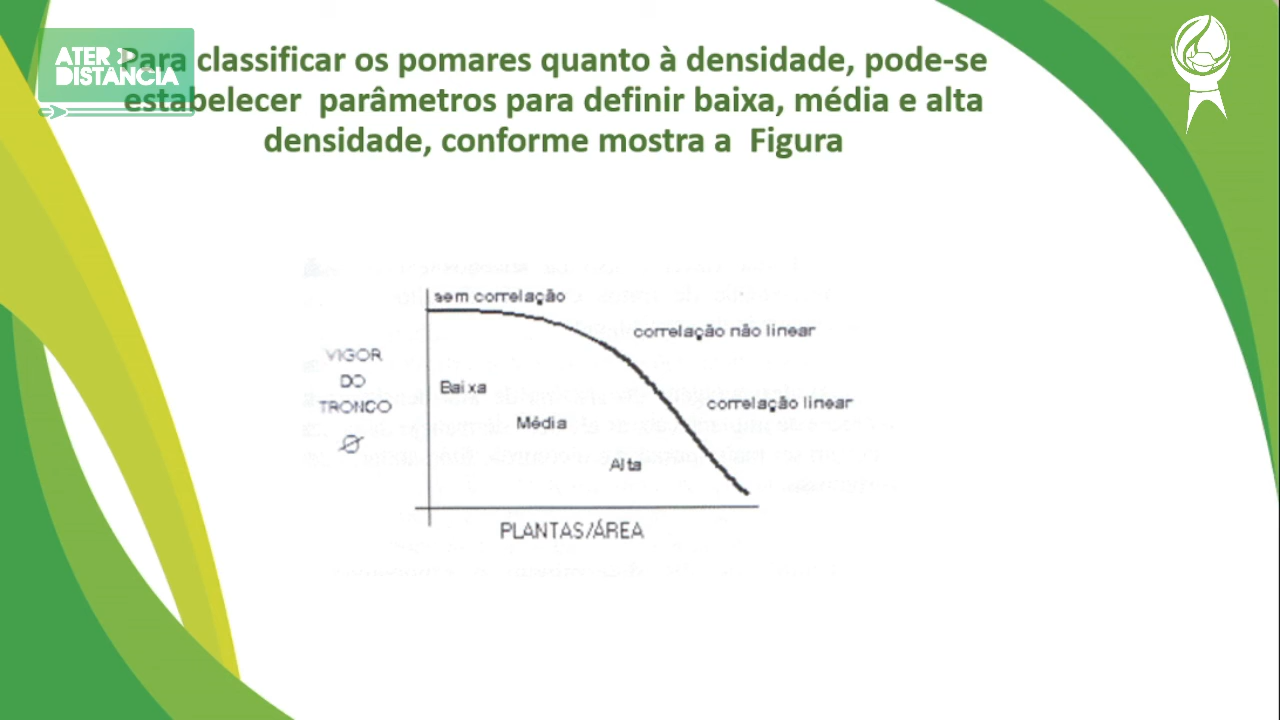 ATER
DISTANCIA
Para classificar os pomares quanto à densidade, pode-se
estabelecer parâmetros para definir baixa, média e alta
densidade, conforme mostra a Figura
sem correlação
correlação não linear
VIGOR
DO
TRONCO
Ø
Baixa
correlação linear
Média
Alta
PLANTAS/ÁREA